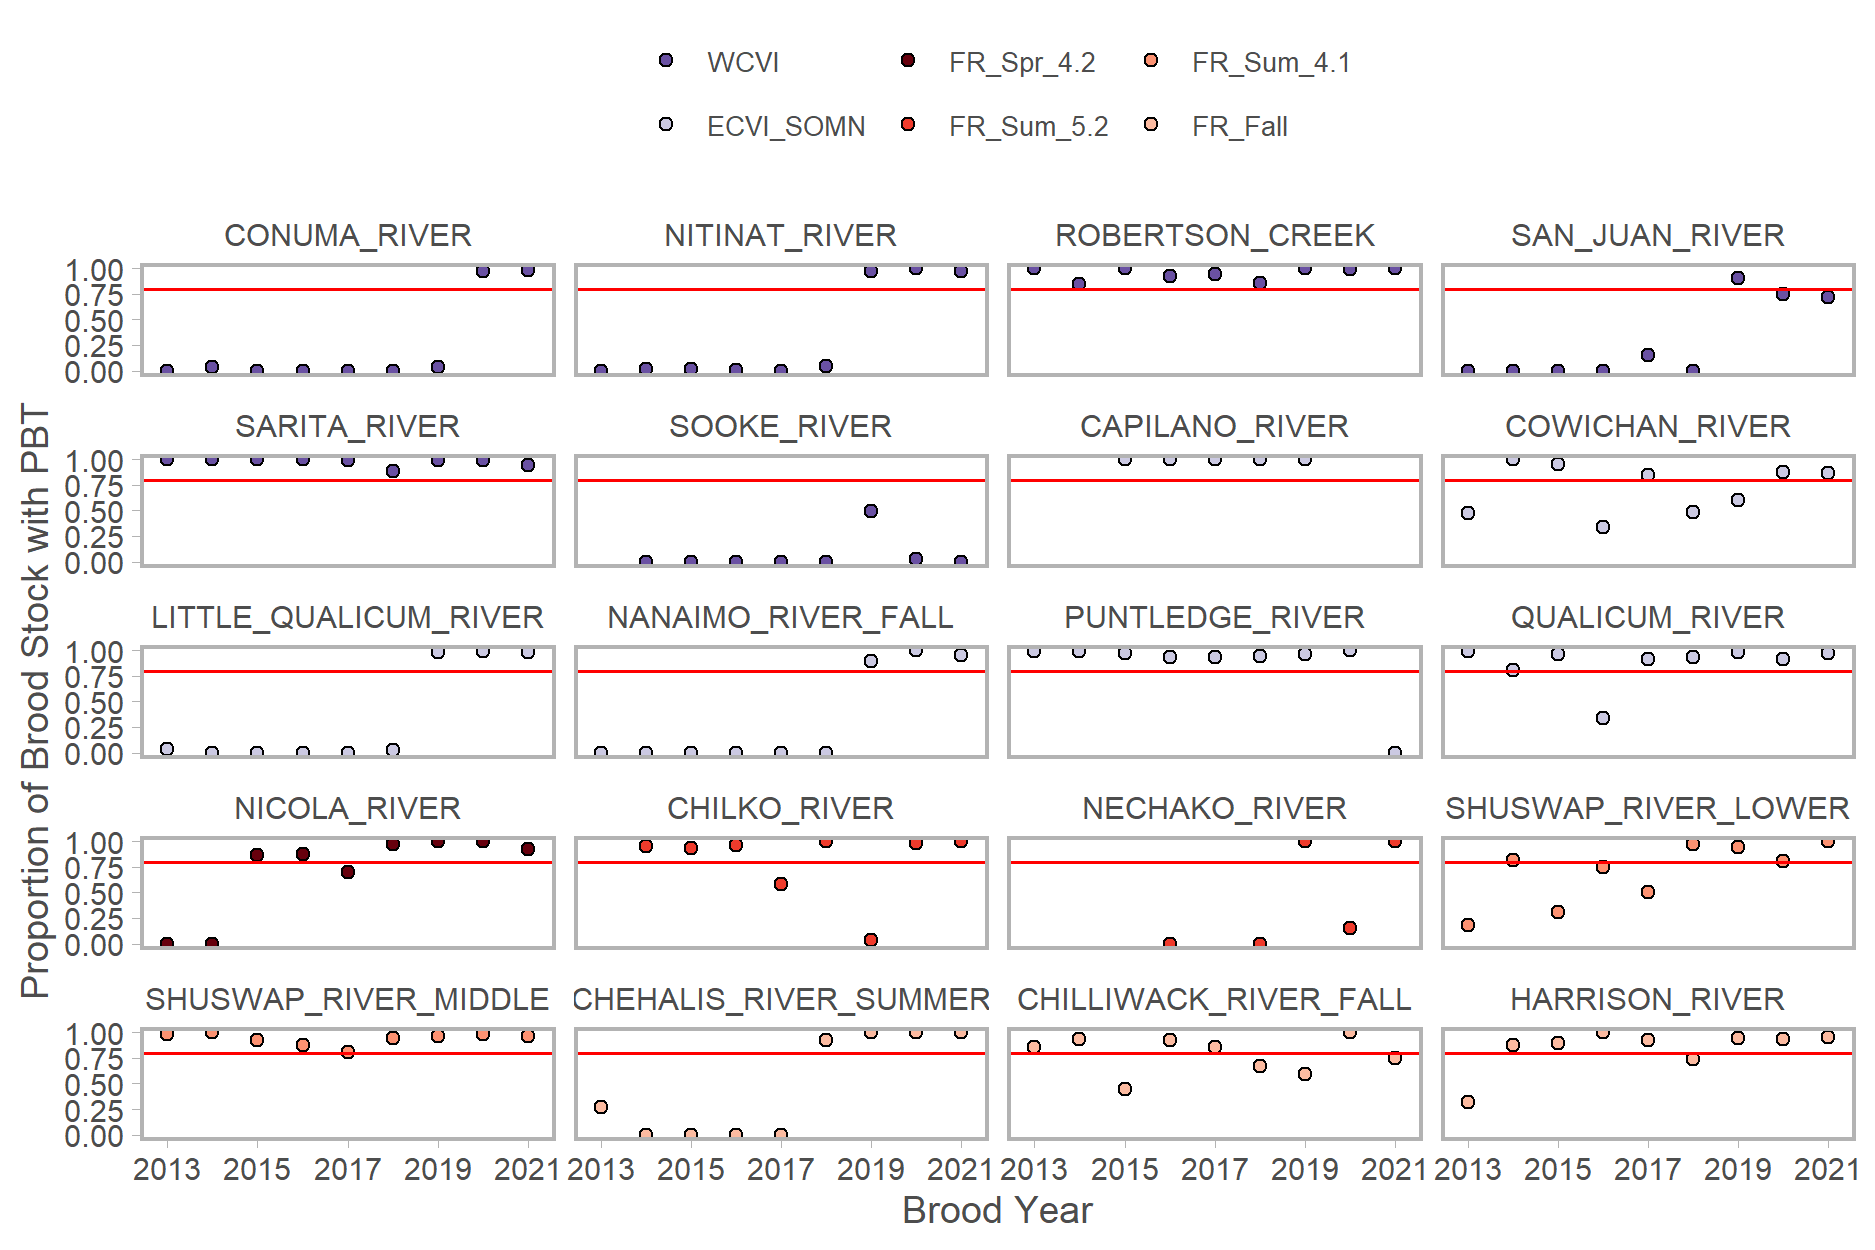 WCVI FR_Spr_4.2 FR_Sum_4.1
ECVI_SOMN FR_Sum_5.2 FR_Fall
CONUMA_RIVER NITINAT_RIVER ROBERTSON_CREEK SAN_JUAN_RIVER
1.00
0.75
0.50
0.25
0.00
SARITA_RIVER SOOKE_RIVER CAPILANO_RIVER COWICHAN_RIVER
1.00
0.75
0.50
0.25
0.00
LITTLE_QUALICUM_RIVER NANAIMO_RIVER_FALL PUNTLEDGE_RIVER QUALICUM_RIVER
1.00
0.75
0.50
0.25
0.00
NICOLA_RIVER CHILKO_RIVER NECHAKO_RIVER SHUSWAP_RIVER_LOWER
1.00
0.75
0.50
0.25
0.00
SHUSWAP_RIVER_MIDDLE CHEHALIS_RIVER_SUMMER CHILLIWACK_RIVER_FALL HARRISON_RIVER
1.00
0.75
0.50
0.25
0.00
2013 2015 2017 2019 2021 2013 2015 2017 2019 2021 2013 2015 2017 2019 2021 2013 2015 2017 2019 2021
Brood Year
Proportion of Brood Stock with PBT